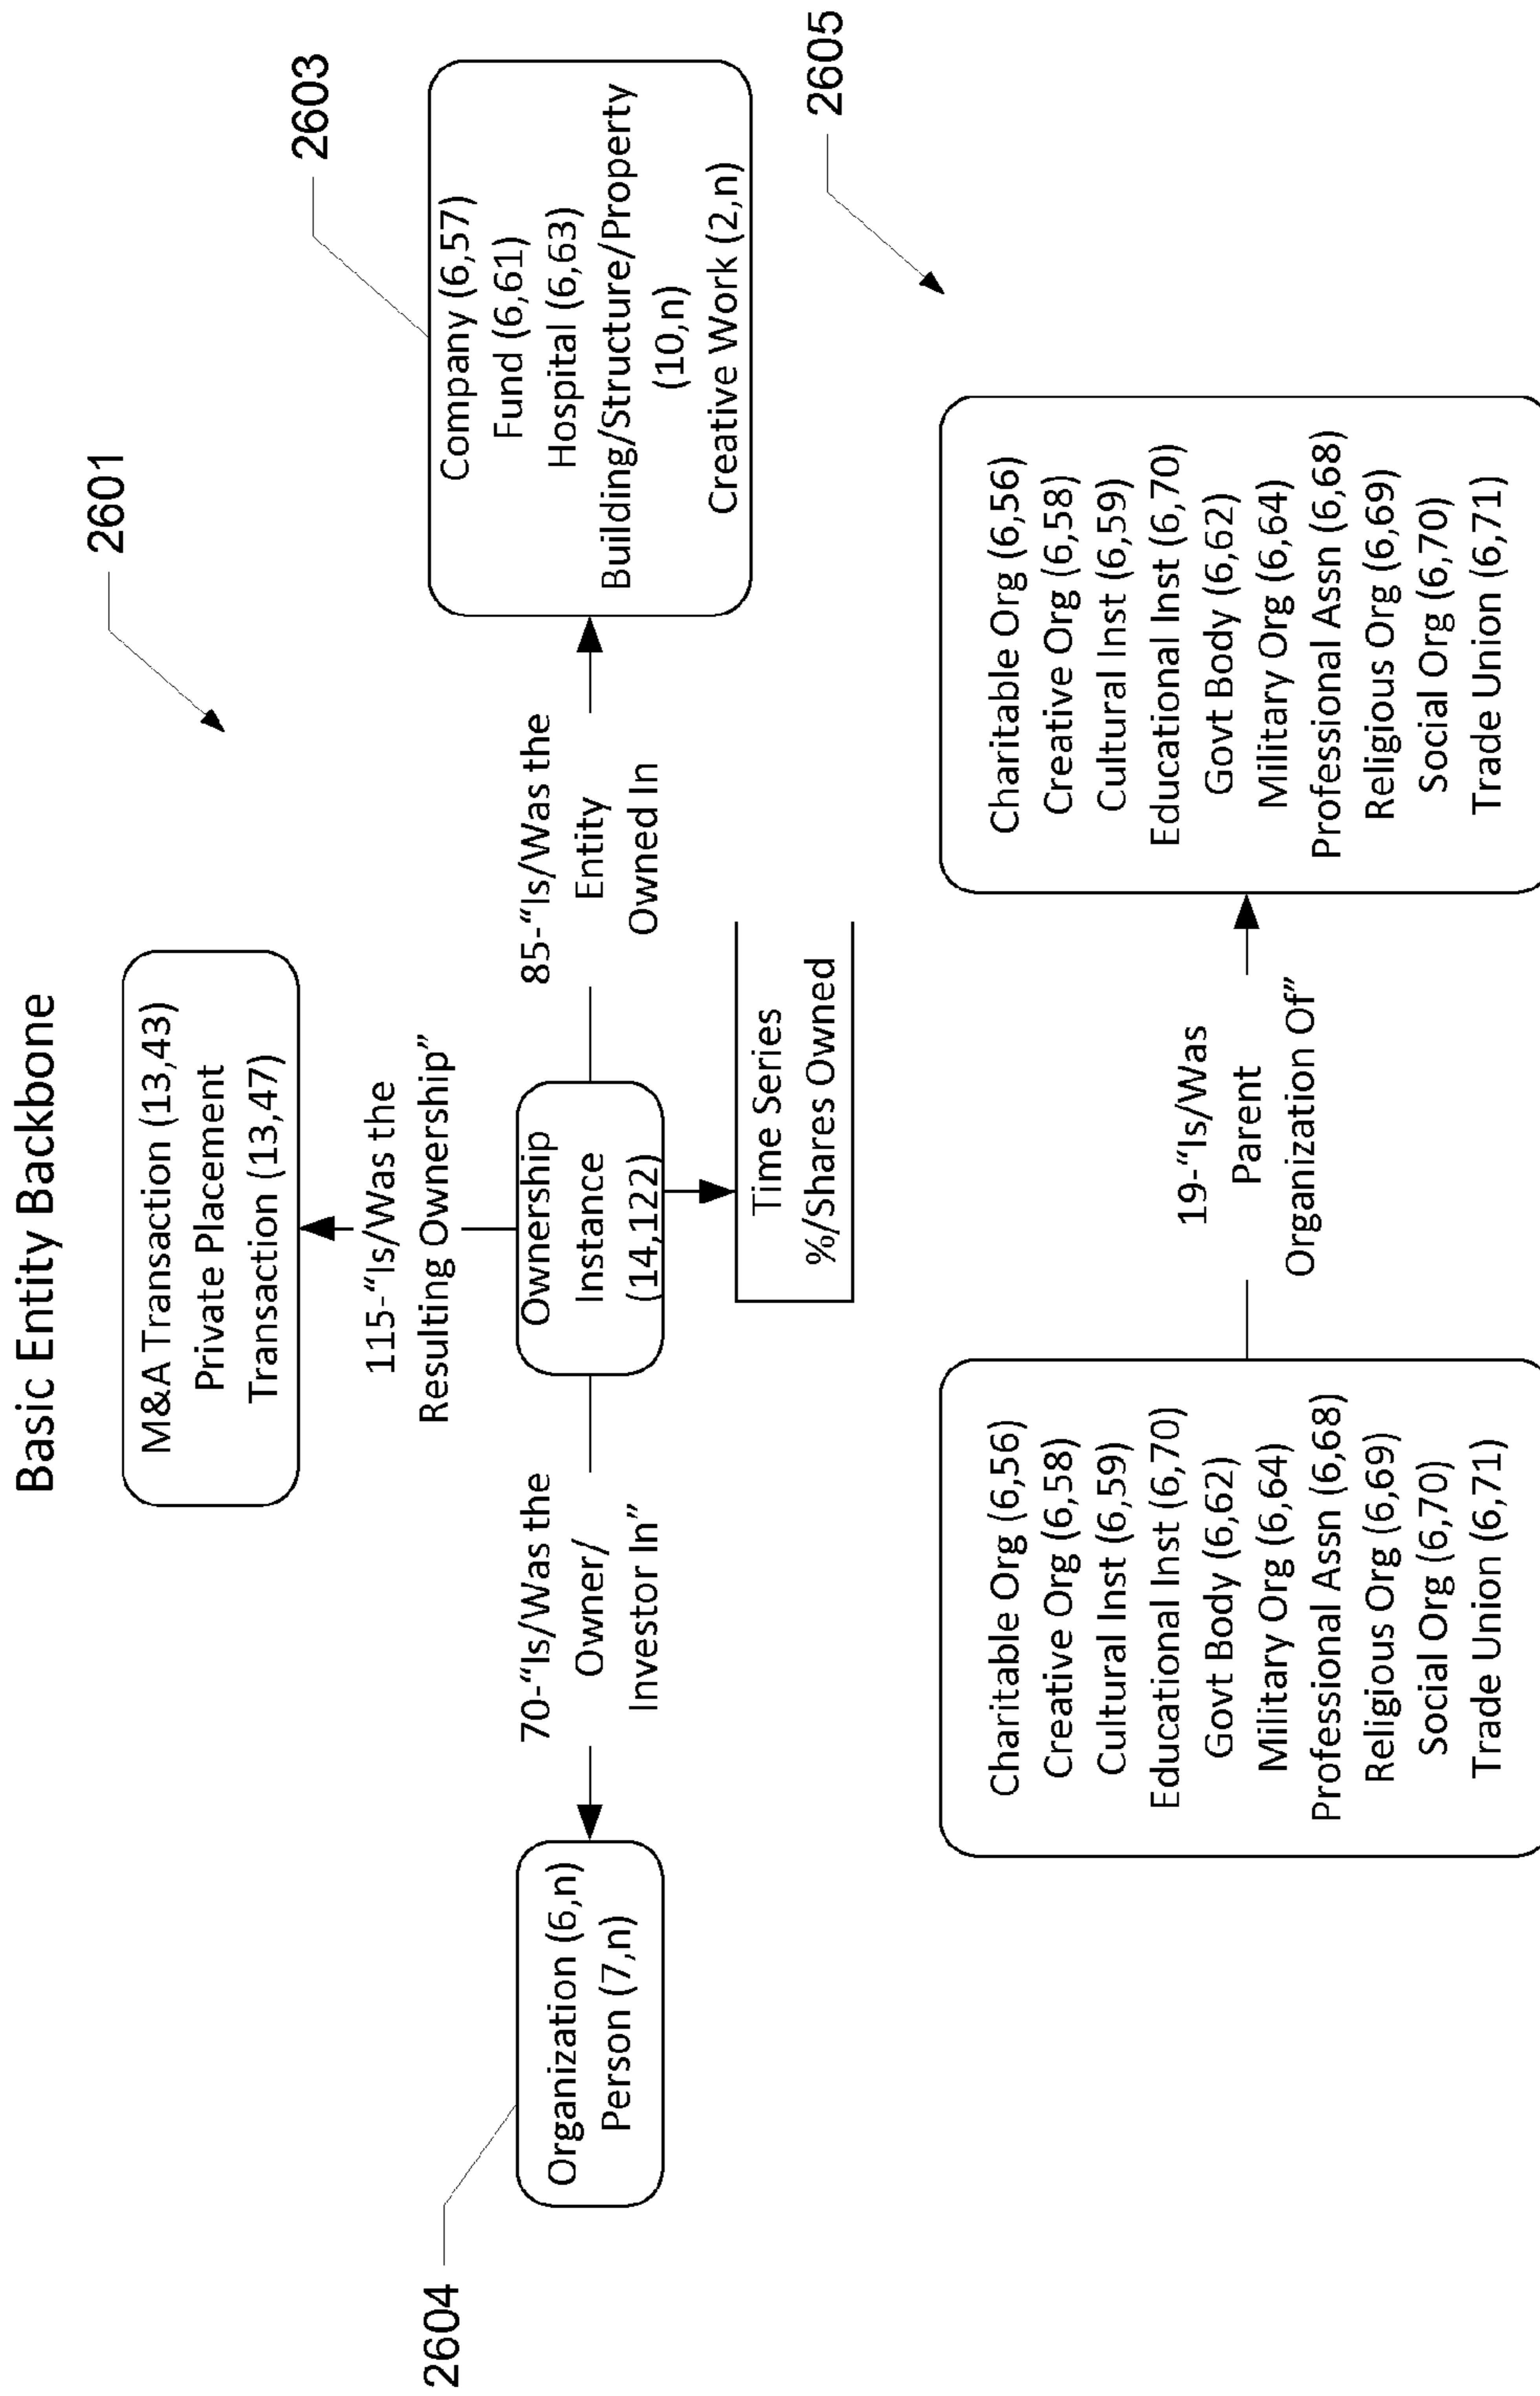 Basic Entity Backbone
2601
M&A Transaction (13,43)
Private Placement
Transaction (13,47)
115-“Is/Was the
Resulting Ownership”
2603
2604
Organization (6,n)
Person (7,n)
70-“Is/Was the
Owner/
Investor In”
Ownership
Instance
(14,122)
85-“Is/Was the
Entity
Owned In
Company (6,57)
Fund (6,61)
Hospital (6,63)
Building/Structure/Property
(10,n)
Creative Work (2,n)
Time Series
%/Shares Owned
2605
Charitable Org (6,56)
Creative Org (6,58)
Cultural Inst (6,59)
Educational Inst (6,70)
Govt Body (6,62)
Military Org (6,64)
Professional Assn (6,68)
Religious Org (6,69)
Social Org (6,70)
Trade Union (6,71)
19-“Is/Was
Parent
Organization Of”
Charitable Org (6,56)
Creative Org (6,58)
Cultural Inst (6,59)
Educational Inst (6,70)
Govt Body (6,62)
Military Org (6,64)
Professional Assn (6,68)
Religious Org (6,69)
Social Org (6,70)
Trade Union (6,71)